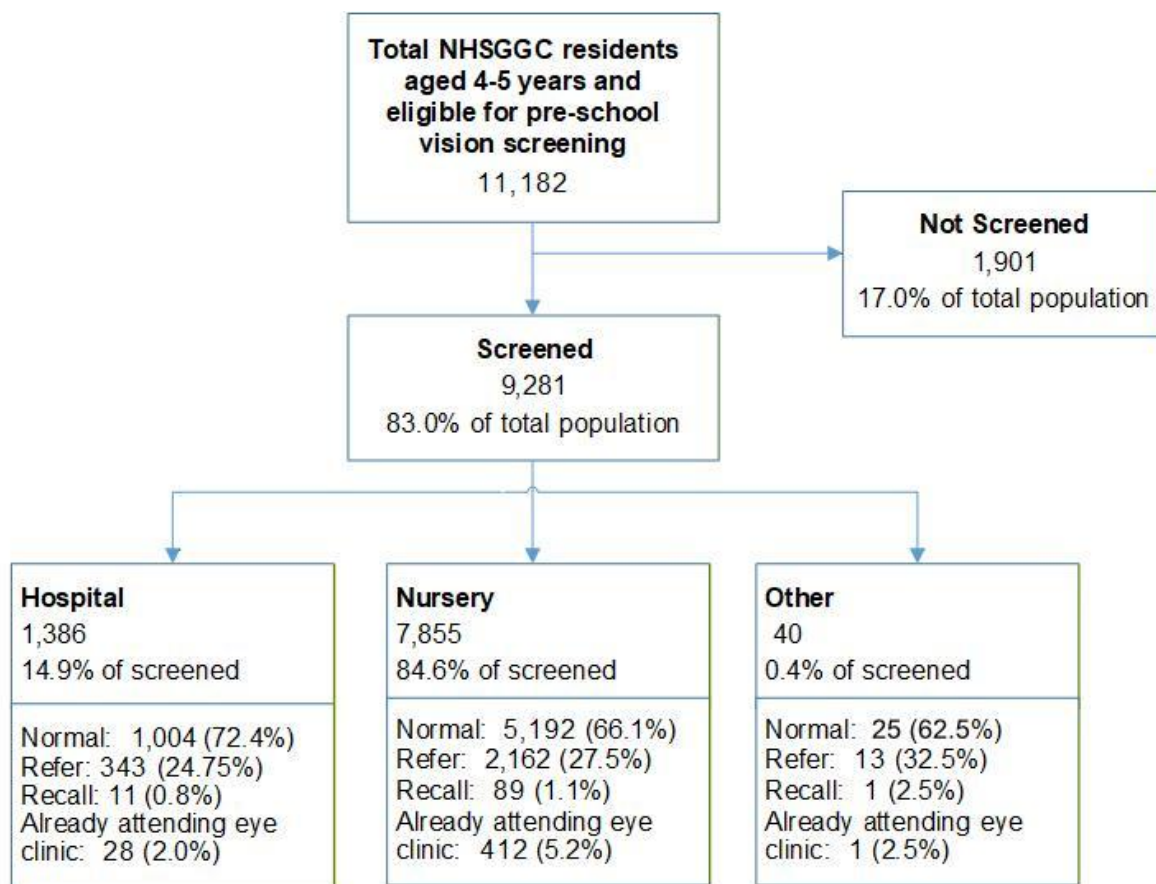 Total NHSGGC residents
aged 4-5 years and
eligible for pre-school
vision screening
11,182
Not Screened
1,901
17.0% of total population
Screened
9,281
83.0% of total population
Hospital
1,386
14.9% of screened
Normal: 1,004 (72.4%)
Refer: 343 (24.75%)
Recall: 11 (0.8%)
Already attending eye
clinic: 28 (2.0%)
Nursery
7,855
84.6% of screened
Normal: 5,192 (66.1%)
Refer: 2,162 (27.5%)
Recall: 89 (1.1%)
Already attending eye
clinic: 412 (5.2%)
Other
40
0.4% of screened
Normal: 25 (62.5%)
Refer: 13 (32.5%)
Recall: 1 (2.5%)
Already attending eye
clinic: 1 (2.5%)